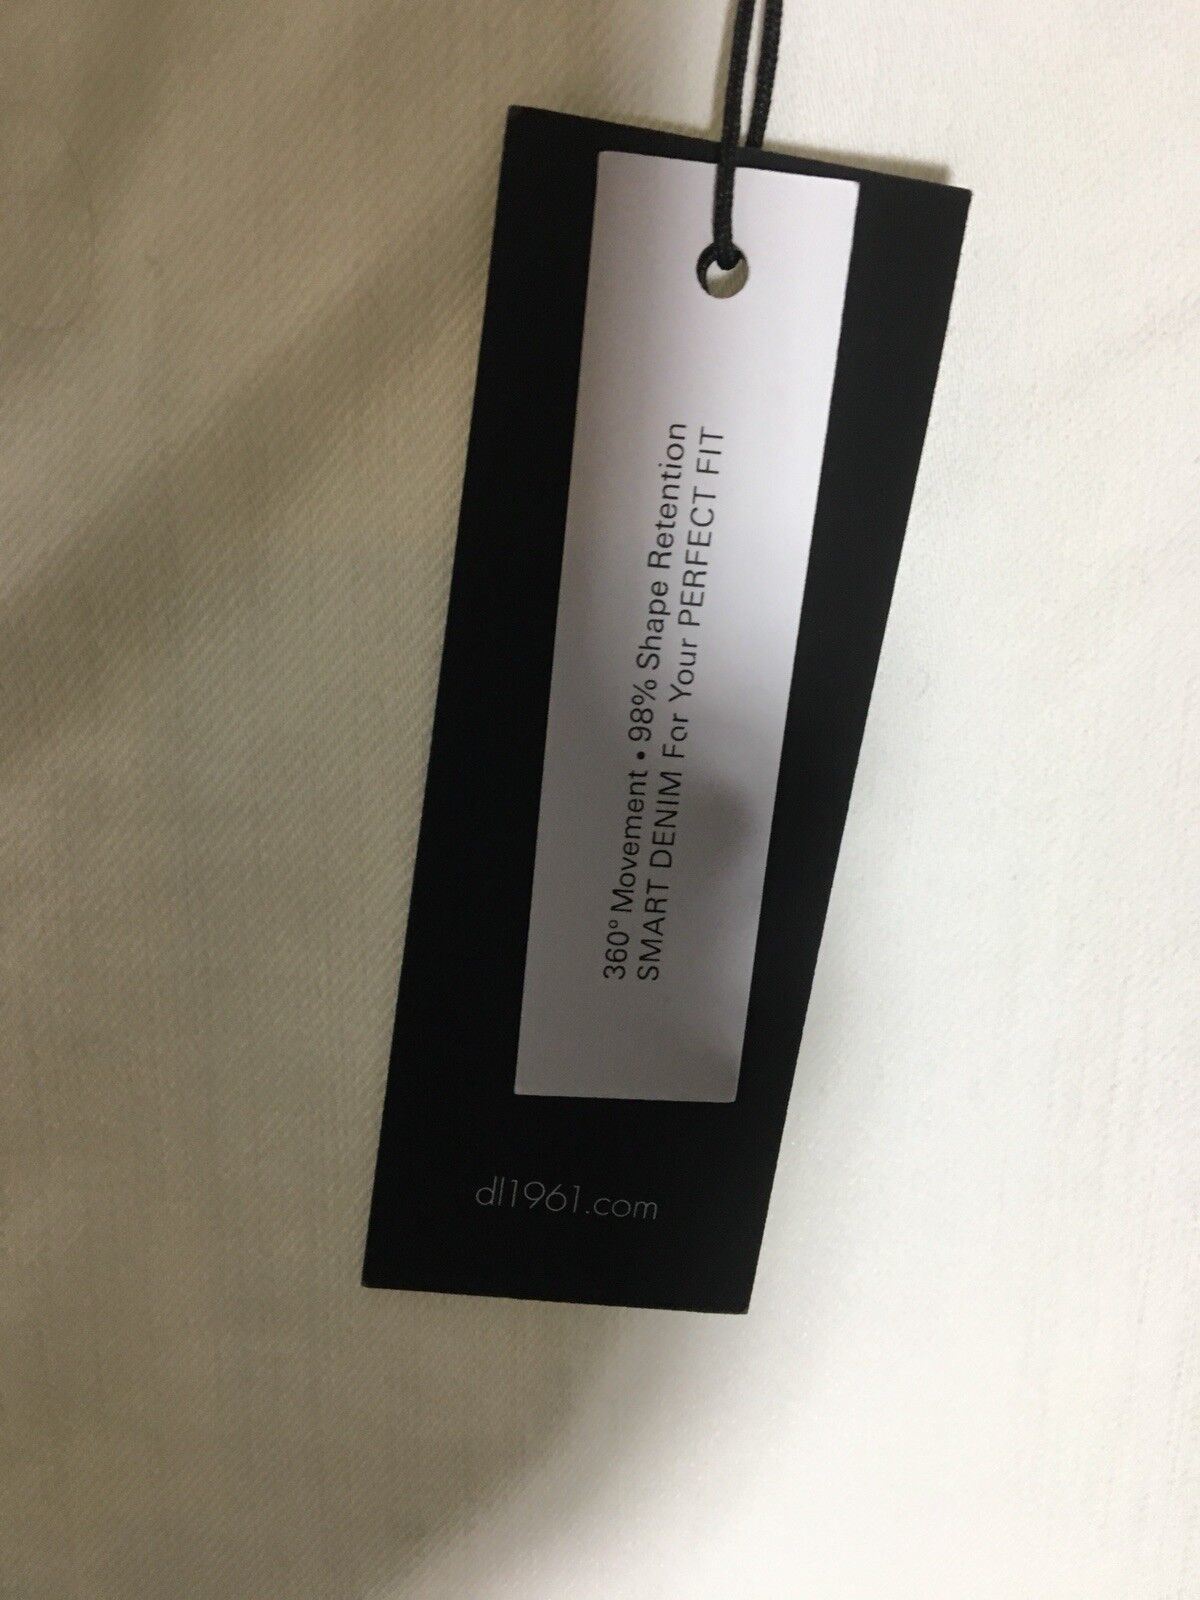 360° Movement • 98% Shape Retention
SMART DENIM For Your PERFECT FIT
dl1961.com